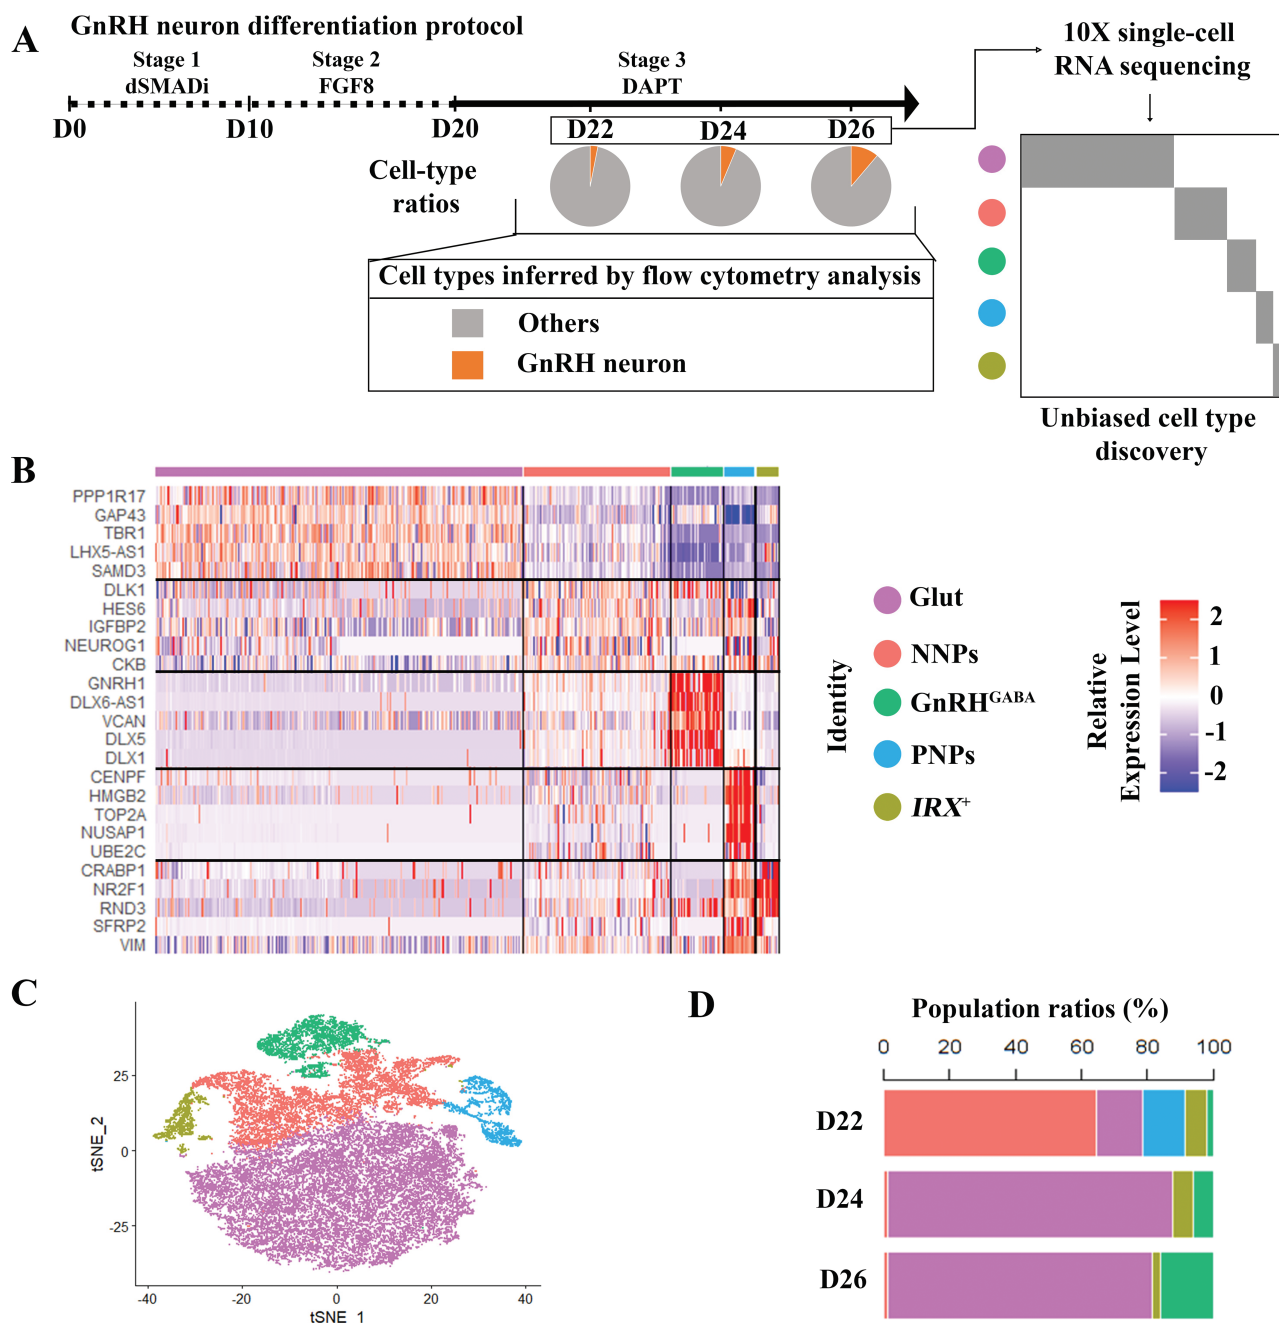 A
GnRH neuron differentiation protocol
Stage 1
dSMADi
Stage 2
FGF8
Stage 3
DAPT
D0
D10
D20
D22
D24
D26
Cell-type
ratios
Cell types inferred by flow cytometry analysis
Others
GnRH neuron
10X single-cell
RNA sequencing
Unbiased cell type
discovery
B
PPP1R17
GAP43
TBR1
LHX5-AS1
SAMD3
DLK1
HES6
IGFBP2
NEUROG1
CKB
GNRH1
DLX6-AS1
VCAN
DLX5
DLX1
CENPF
HMGB2
TOP2A
NUSAP1
UBE2C
CRABP1
NR2F1
RND3
SFRP2
VIM
Identity
Glut
NNPs
GnRH^GABA
PNPs
IRX+
Relative
Expression Level
2
1
0
-1
-2
C
tSNE_2
25
0
-25
-40 -20 0 20 40
tSNE_1
D
Population ratios (%)
0 20 40 60 80 100
D22
D24
D26